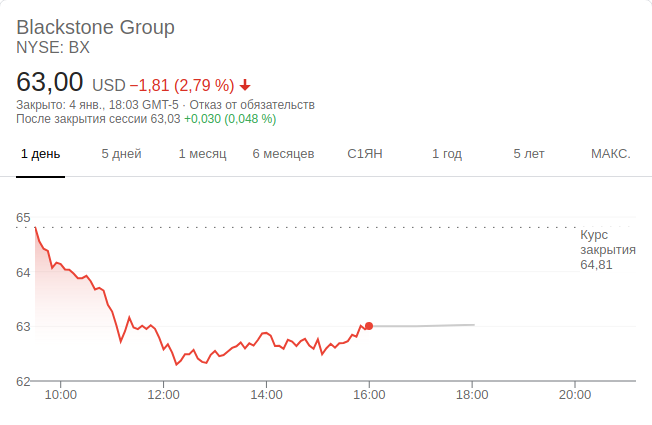 Blackstone Group
NYSE: BX
63,00 USD −1,81 (2,79 %)
Закрыто: 4 янв., 18:03 GMT-5 · Отказ от обязательств
После закрытия сессии 63,03 +0,030 (0,048 %)
1 день 5 дней 1 месяц 6 месяцев С1ЯН 1 год 5 лет МАКС.
65
Курс
закрытия
64,81
64
63
62
10:00 12:00 14:00 16:00 18:00 20:00